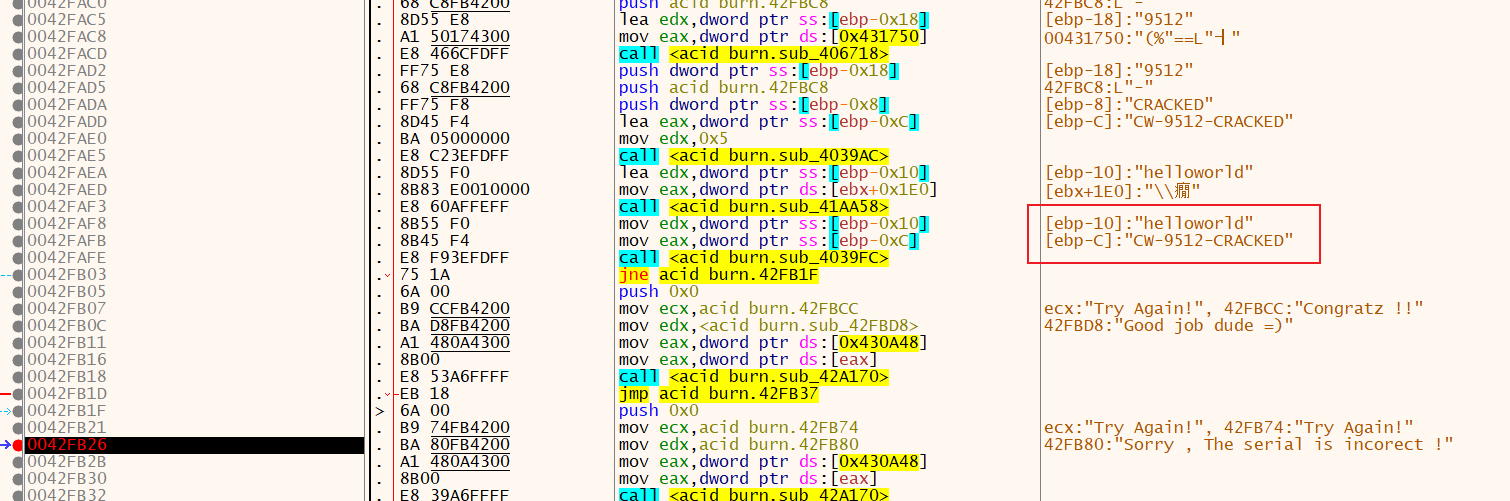 0042FAC0 . 68 C8FB4200 push acid burn.42FBC8 42FBC8:L"-"
0042FAC5 . 8D55 E8 lea edx,dword ptr ss:[ebp-0x18] [ebp-18]:"9512"
0042FAC8 . A1 50174300 mov eax,dword ptr ds:[0x431750] 00431750:"(%"==L"┤"
0042FACD . E8 466CFDFF call <acid burn.sub_406718>
0042FAD2 . FF75 E8 push dword ptr ss:[ebp-0x18] [ebp-18]:"9512"
0042FAD5 . 68 C8FB4200 push acid burn.42FBC8 42FBC8:L"-"
0042FADA . FF75 F8 push dword ptr ss:[ebp-0x8] [ebp-8]:"CRACKED"
0042FADD . 8D45 F4 lea eax,dword ptr ss:[ebp-0xC] [ebp-C]:"CW-9512-CRACKED"
0042FAE0 . BA 05000000 mov edx,0x5
0042FAE5 . E8 C23EFDFF call <acid burn.sub_4039AC>
0042FAEA . 8D55 F0 lea edx,dword ptr ss:[ebp-0x10] [ebp-10]:"helloworld"
0042FAED . 8B83 E0010000 mov eax,dword ptr ds:[ebx+0x1E0] [ebx+1E0]:"\\癎"
0042FAF3 . E8 60AFFEFF call <acid burn.sub_41AA58>
0042FAF8 . 8B55 F0 mov edx,dword ptr ss:[ebp-0x10] [ebp-10]:"helloworld"
0042FAFB . 8B45 F4 mov eax,dword ptr ss:[ebp-0xC] [ebp-C]:"CW-9512-CRACKED"
0042FAFE . E8 F93EFDFF call <acid burn.sub_4039FC>
0042FB03 . 75 1A jne acid burn.42FB1F
0042FB05 . 6A 00 push 0x0
0042FB07 . B9 CCFB4200 mov ecx,acid burn.42FBCC ecx:"Try Again!", 42FBCC:"Congratz !!"
0042FB0C . BA D8FB4200 mov edx,<acid burn.sub_42FBD8> 42FBD8:"Good job dude =)"
0042FB11 . A1 480A4300 mov eax,dword ptr ds:[0x430A48]
0042FB16 . 8B00 mov eax,dword ptr ds:[eax]
0042FB18 . E8 53A6FFFF call <acid burn.sub_42A170>
0042FB1D . EB 18 jmp acid burn.42FB37
0042FB1F > 6A 00 push 0x0
0042FB21 . B9 74FB4200 mov ecx,acid burn.42FB74 ecx:"Try Again!", 42FB74:"Try Again!"
0042FB26 . BA 80FB4200 mov edx,acid burn.42FB80 42FB80:"Sorry , The serial is incorect !"
0042FB2B . A1 480A4300 mov eax,dword ptr ds:[0x430A48]
0042FB30 . 8B00 mov eax,dword ptr ds:[eax]
0042FB32 . E8 39A6FFFF call <acid burn.sub_42A170>